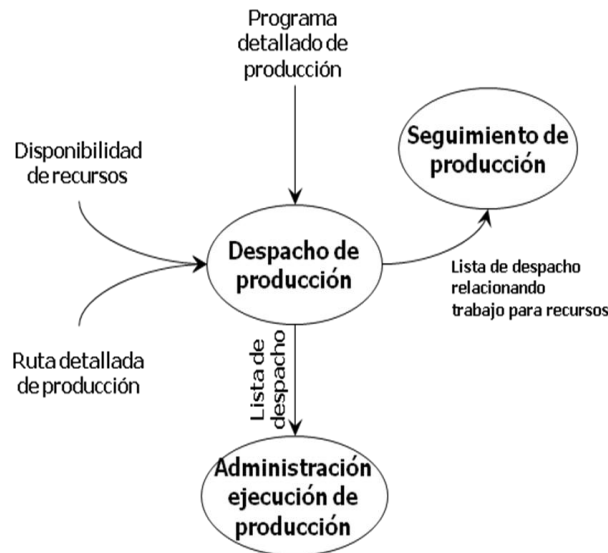 Programa
detallado de
producción
Seguimiento de
producción
Disponibilidad
de recursos
Despacho de
producción
Lista de despacho
relacionando
trabajo para recursos
Ruta detallada
de producción
Lista de
despacho
Administración
ejecución de
producción